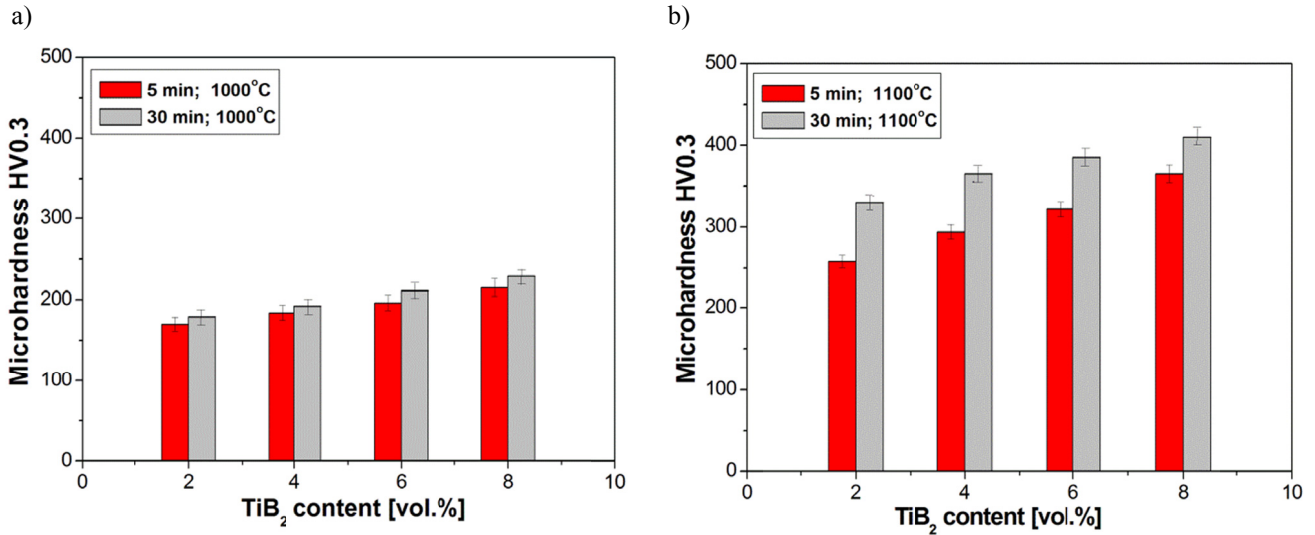 a)
500
400
300
200
100
0
5 min; 1000°C
30 min; 1000°C
Microhardness HV0.3
0 2 4 6 8 10
TiB₂ content [vol.%]
b)
500
400
300
200
100
0
5 min; 1100°C
30 min; 1100°C
Microhardness HV0.3
0 2 4 6 8 10
TiB₂ content [vol.%]